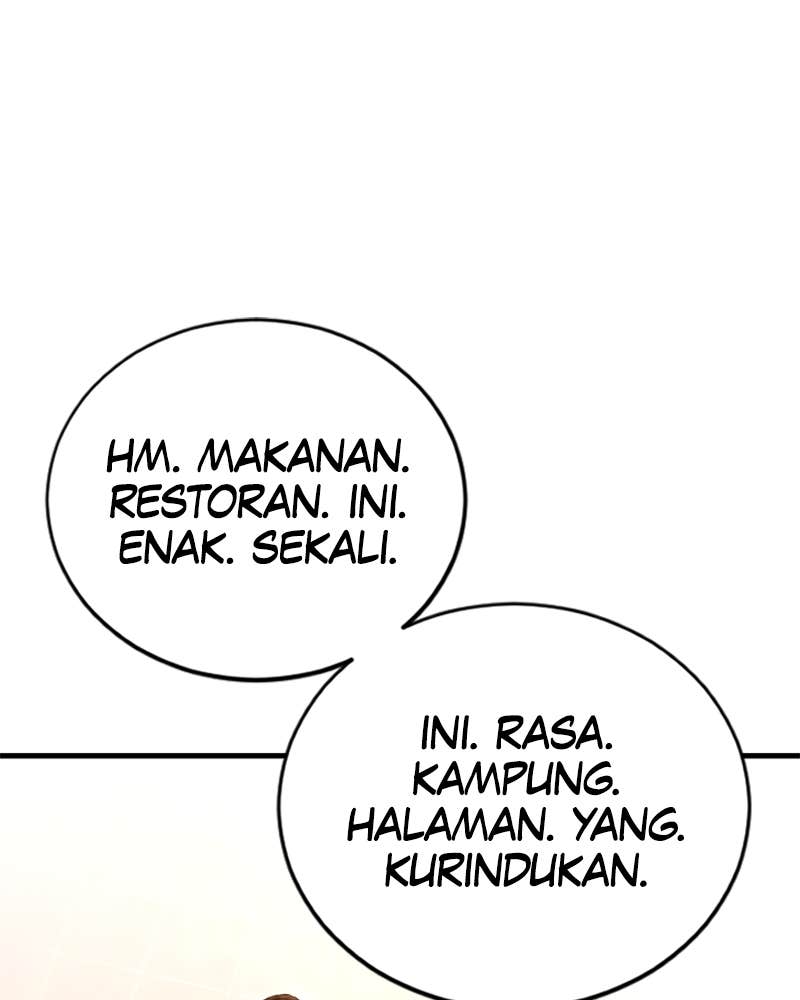 HM. MAKANAN.
RESTORAN. INI.
ENAK. SEKALI.
INI. RASA.
KAMPUNG.
HALAMAN. YANG.
KURINDUKAN.